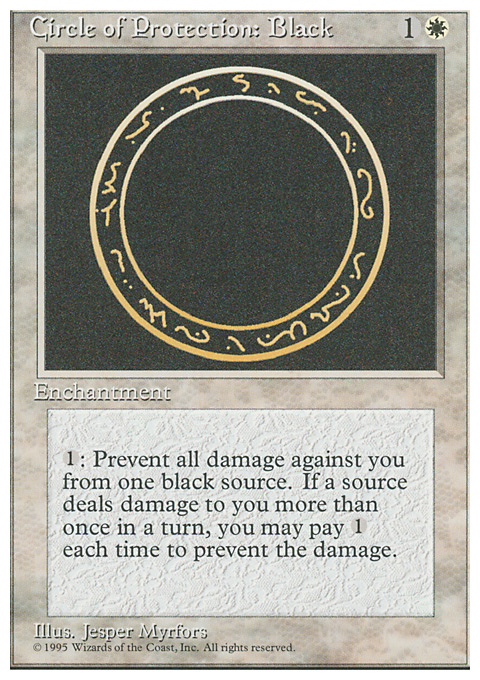 Circle of Protection: Black 1
Enchantment
1: Prevent all damage against you
from one black source. If a source
deals damage to you more than
once in a turn, you may pay 1
each time to prevent the damage.
Illus. Jesper Myrfors
© 1995 Wizards of the Coast, Inc. All rights reserved.